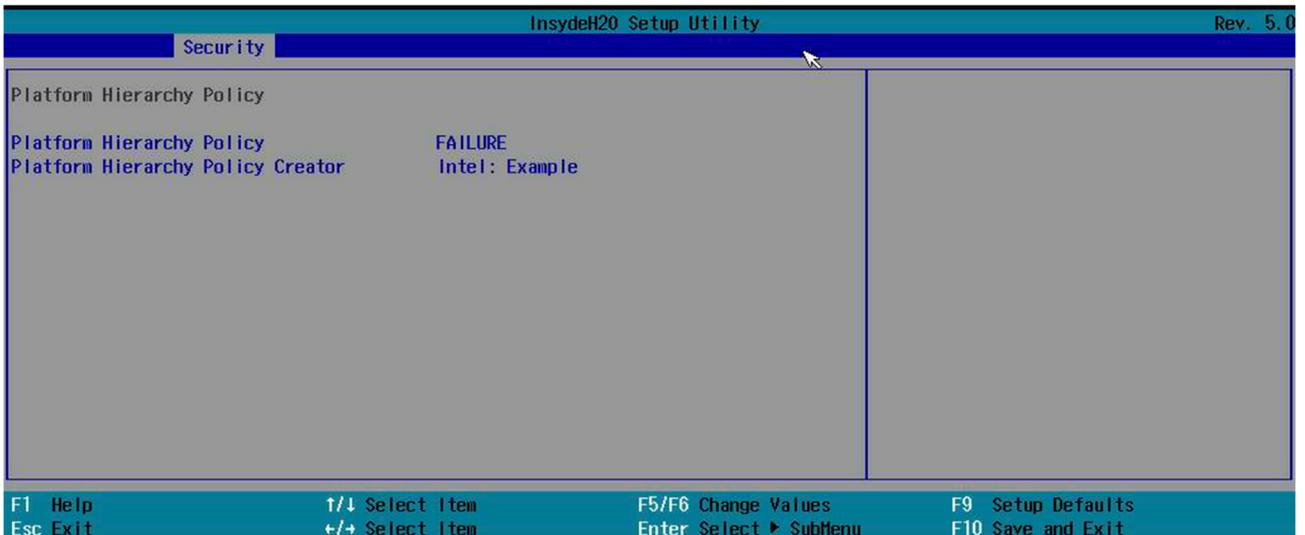 InsydeH20 Setup Utility Rev. 5.0
Security
Platform Hierarchy Policy
Platform Hierarchy Policy FAILURE
Platform Hierarchy Policy Creator Intel: Example
F1 Help ↑/↓ Select Item F5/F6 Change Values F9 Setup Defaults
Esc Exit ←/→ Select Item Enter Select ▶ SubMenu F10 Save and Exit